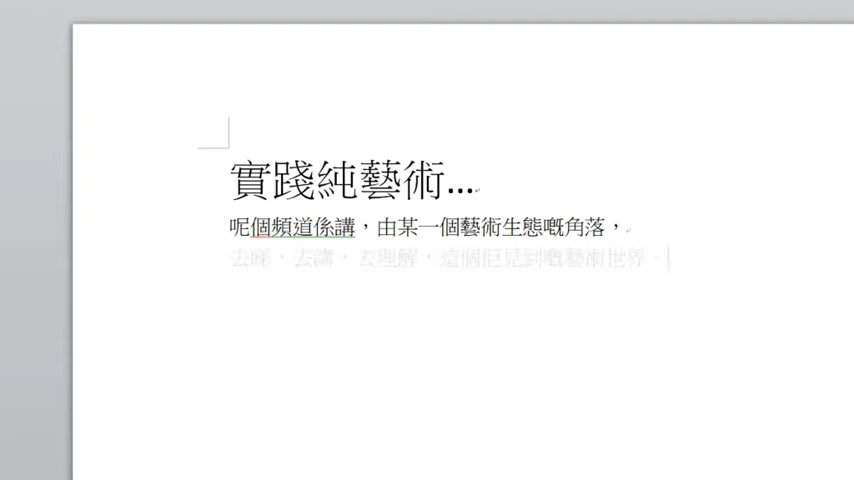 實踐純藝術...
呢個頻道係講，由某一個藝術生態嘅角落，
去睇，去講，去理解，這個佢見到嘅藝術世界。